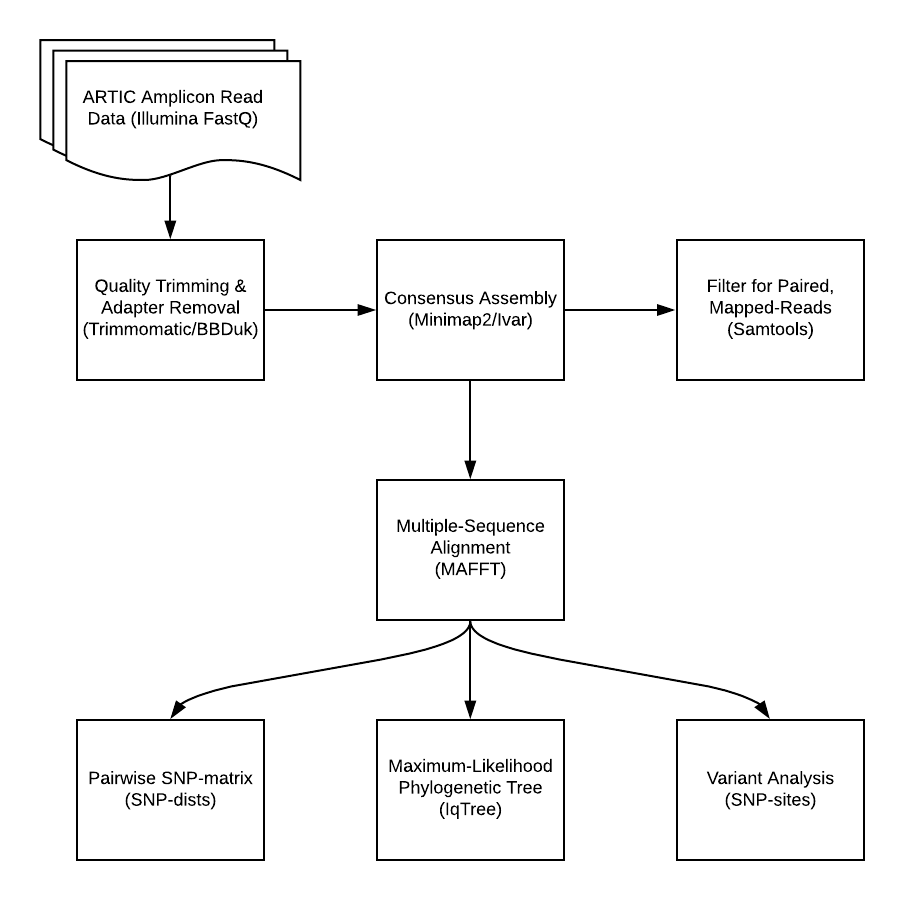 ARTIC Amplicon Read
Data (Illumina FastQ)
Quality Trimming &
Adapter Removal
(Trimmomatic/BBDuk)
Consensus Assembly
(Minimap2/Ivar)
Filter for Paired,
Mapped-Reads
(Samtools)
Multiple-Sequence
Alignment
(MAFFT)
Pairwise SNP-matrix
(SNP-dists)
Maximum-Likelihood
Phylogenetic Tree
(IqTree)
Variant Analysis
(SNP-sites)